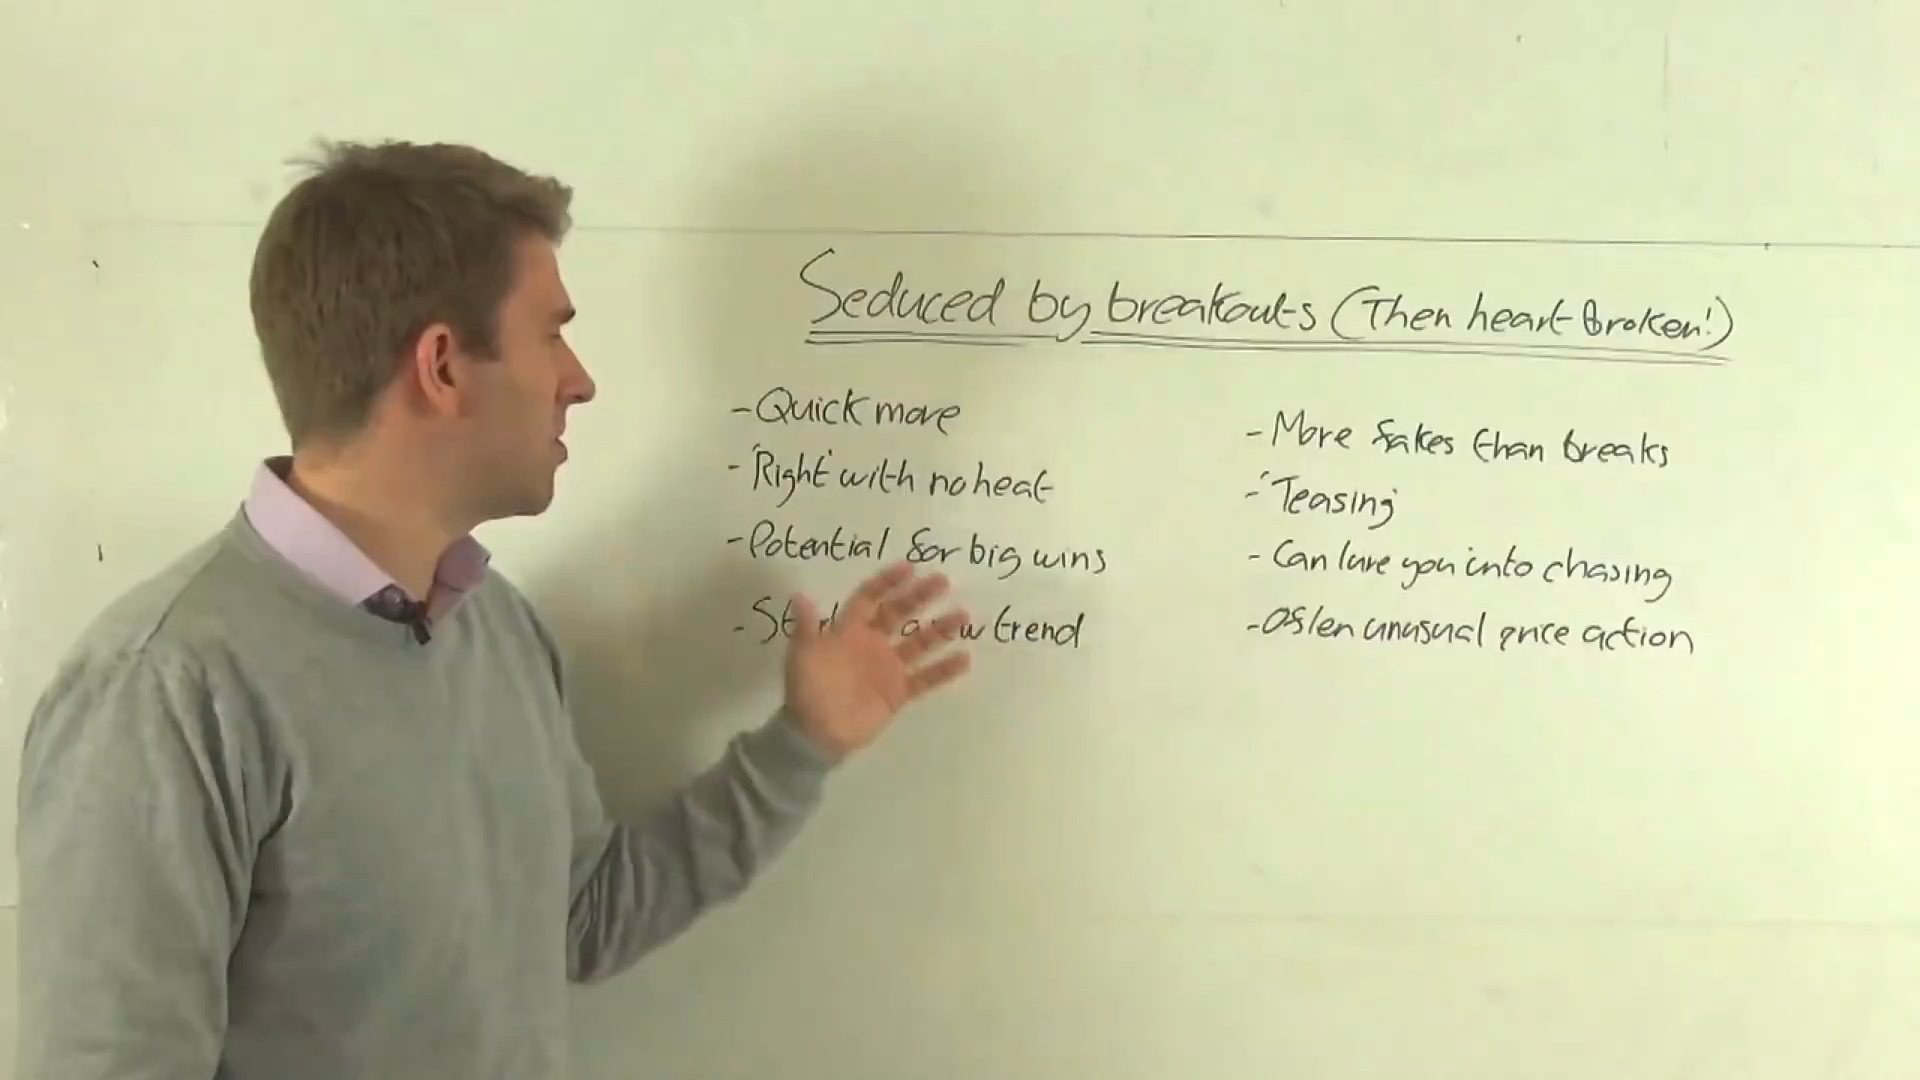 Seduced by breakouts (Then heart broken!)
- Quick move
- 'Right' with no heat
- Potential for big wins
- trend
- More fakes than breaks
- 'Teasing'
- Can lure you into chasing
- Often unusual price action